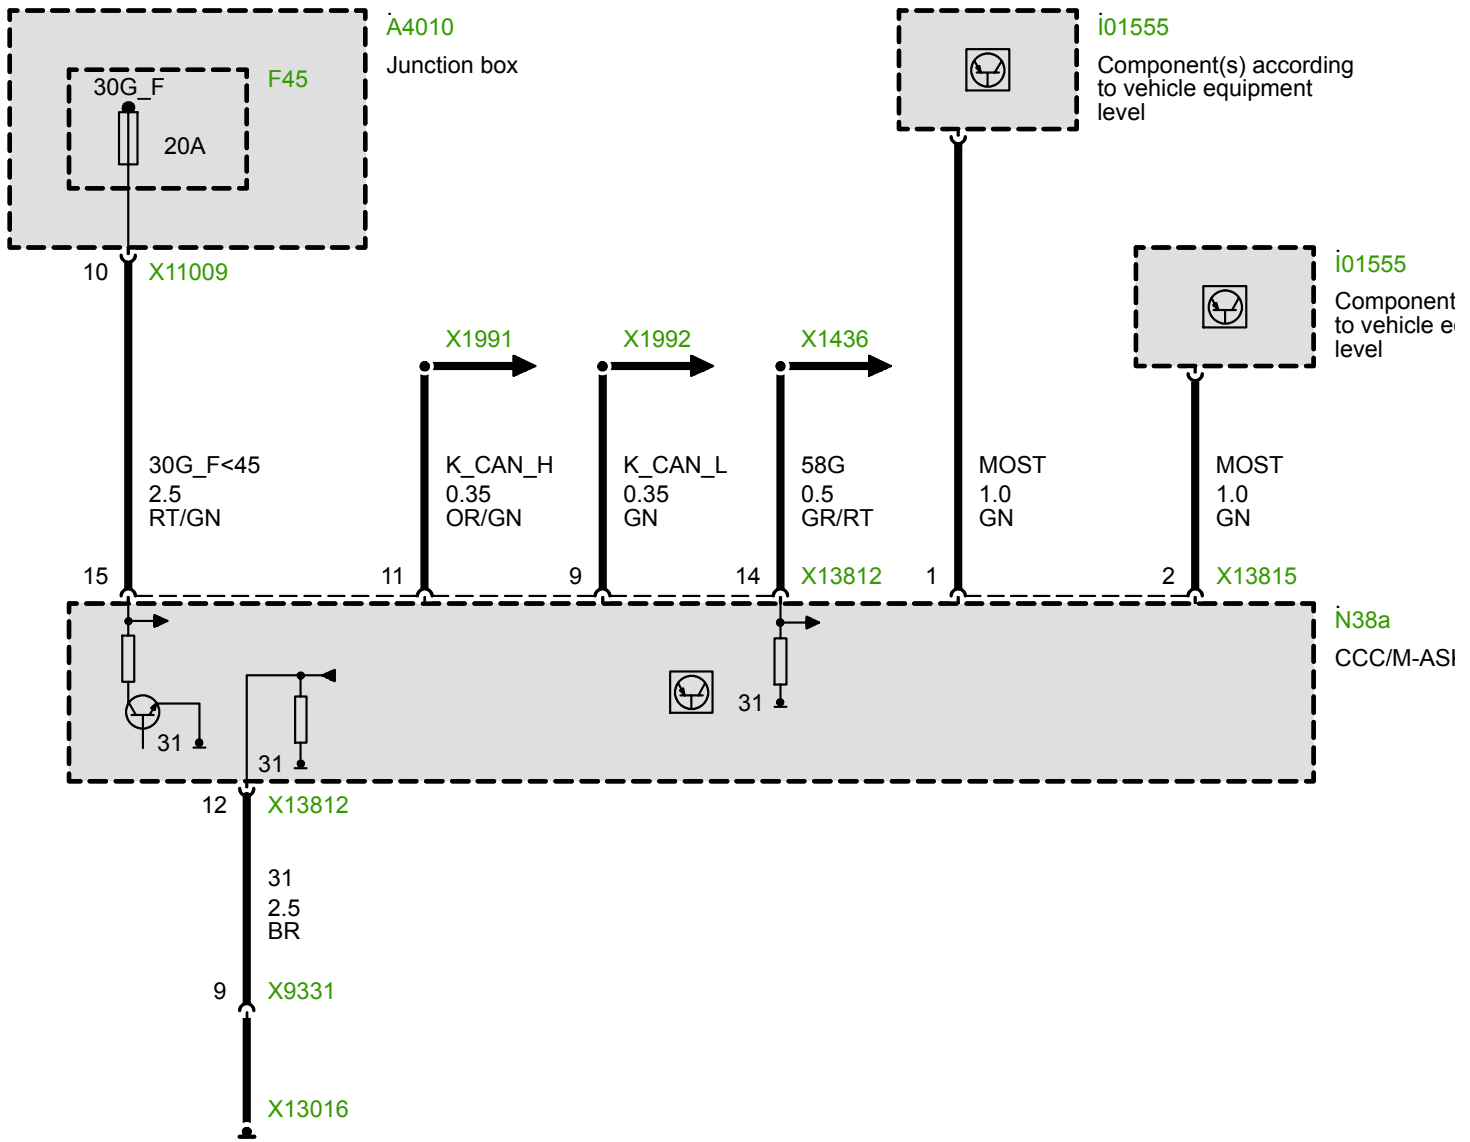 A4010
Junction box
F45
30G_F
20A
10 X11009
I01555
Component(s) according
to vehicle equipment
level
I01555
Component
to vehicle e
level
X1991
X1992
X1436
30G_F<45
2.5
RT/GN
K_CAN_H
0.35
OR/GN
K_CAN_L
0.35
GN
58G
0.5
GR/RT
MOST
1.0
GN
MOST
1.0
GN
15
11
9
14 X13812
1
2 X13815
N38a
CCC/M-ASK
31
31
31
12 X13812
31
2.5
BR
9 X9331
X13016